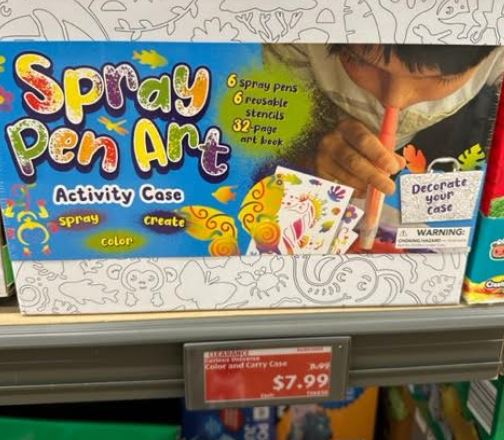 Spray
Pen Art
Activity Case
spray
create
color
6 spray pens
6 reusable
stencils
32-page
art book
Decorate
your
case
WARNING:
CHOKING HAZARD
CLEARANCE
Color and Carry Case
$7.99